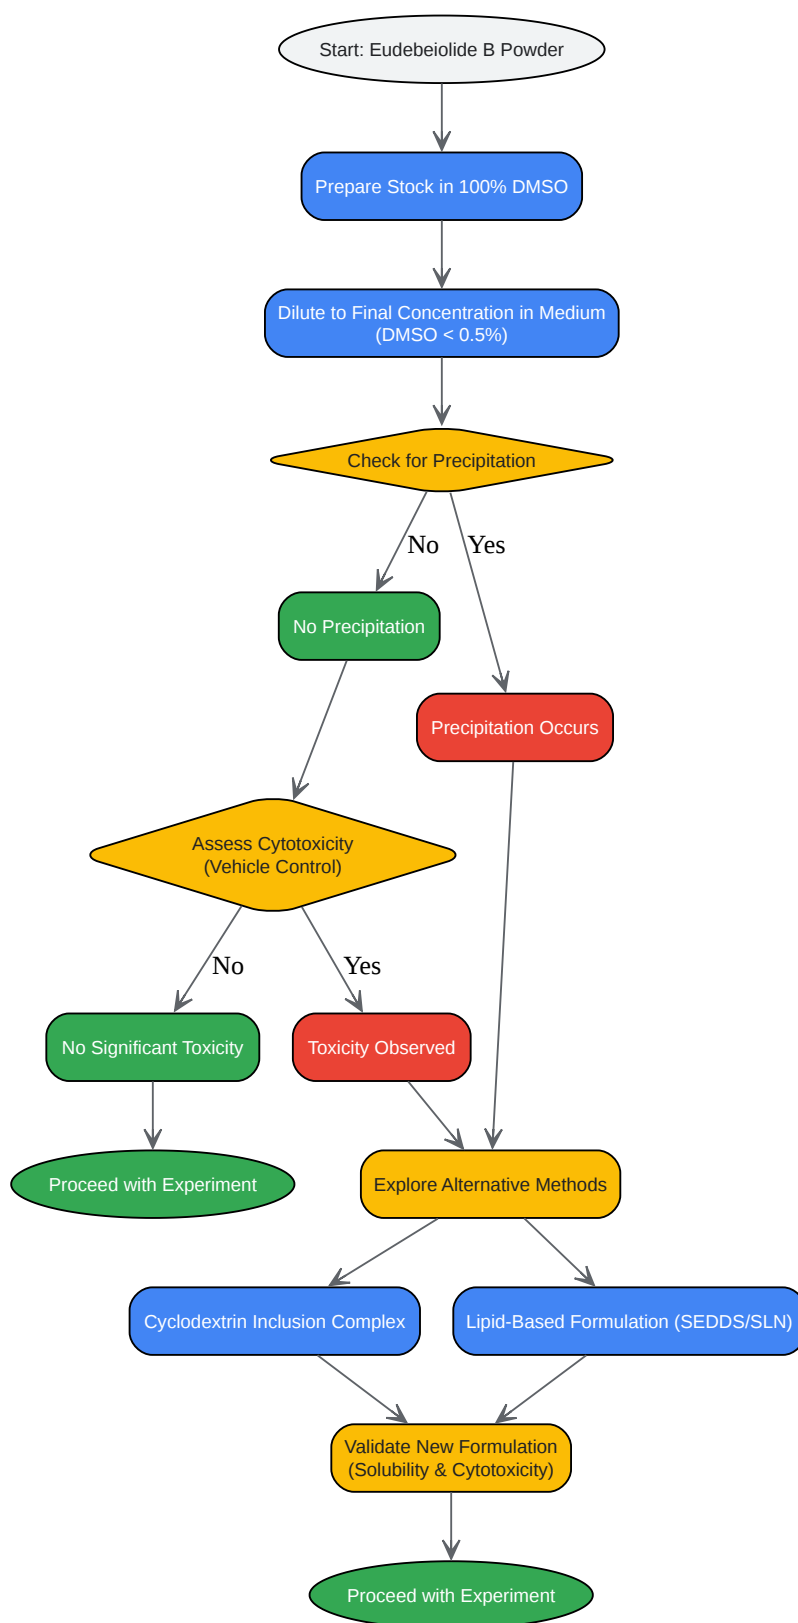 Start: Eudebeiolide B Powder
Prepare Stock in 100% DMSO
Dilute to Final Concentration in Medium
(DMSO < 0.5%)
Check for Precipitation
No
Yes
No Precipitation
Precipitation Occurs
Assess Cytotoxicity
(Vehicle Control)
No
Yes
No Significant Toxicity
Toxicity Observed
Proceed with Experiment
Explore Alternative Methods
Cyclodextrin Inclusion Complex
Lipid-Based Formulation (SEDDS/SLN)
Validate New Formulation
(Solubility & Cytotoxicity)
Proceed with Experiment